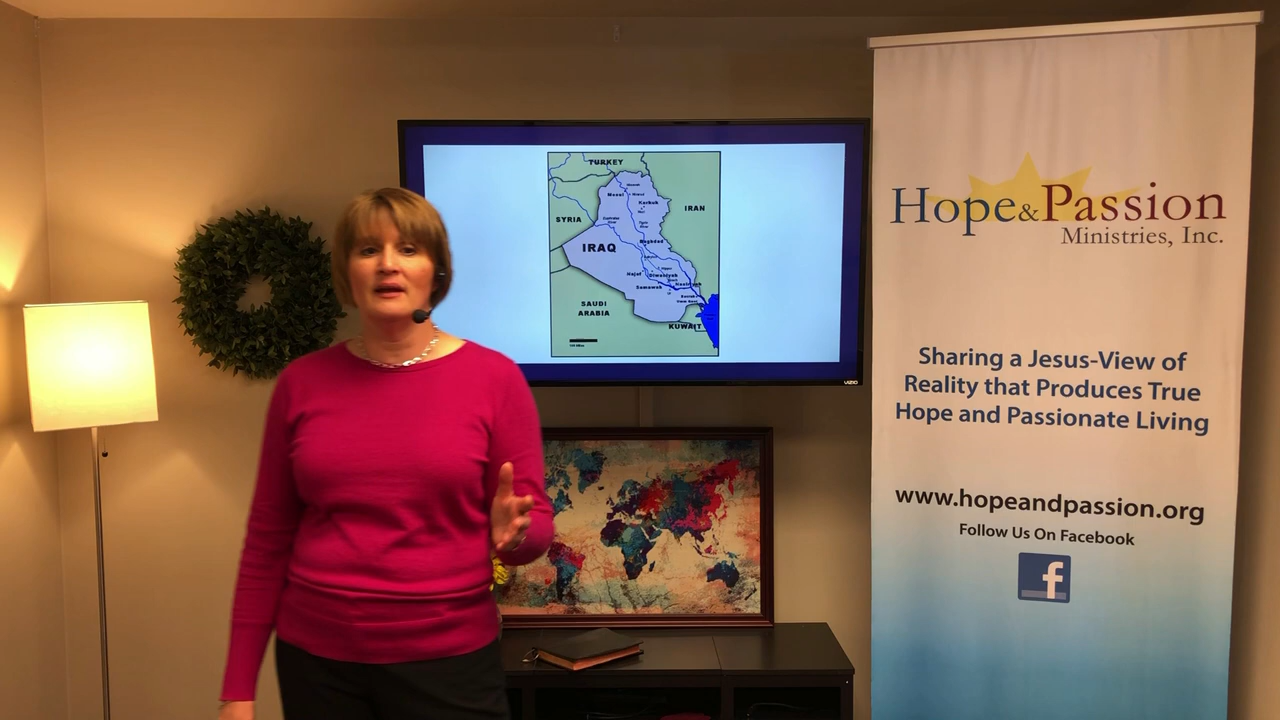 TURKEY
Mosul
Kirkuk
SYRIA
IRAN
IRAQ
Baghdad
Najaf
Diwaniyah
Samawah
SAUDI
ARABIA
KUWAIT
VIZIO
Hope&Passion
Ministries, Inc.
Sharing a Jesus-View of
Reality that Produces True
Hope and Passionate Living
www.hopeandpassion.org
Follow Us On Facebook
f